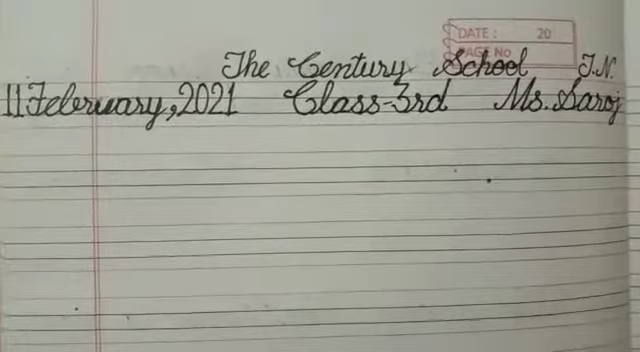 DATE : 20
PAGE No
The Century School J.N.
11 February, 2021 Class-3rd Ms. Saroj